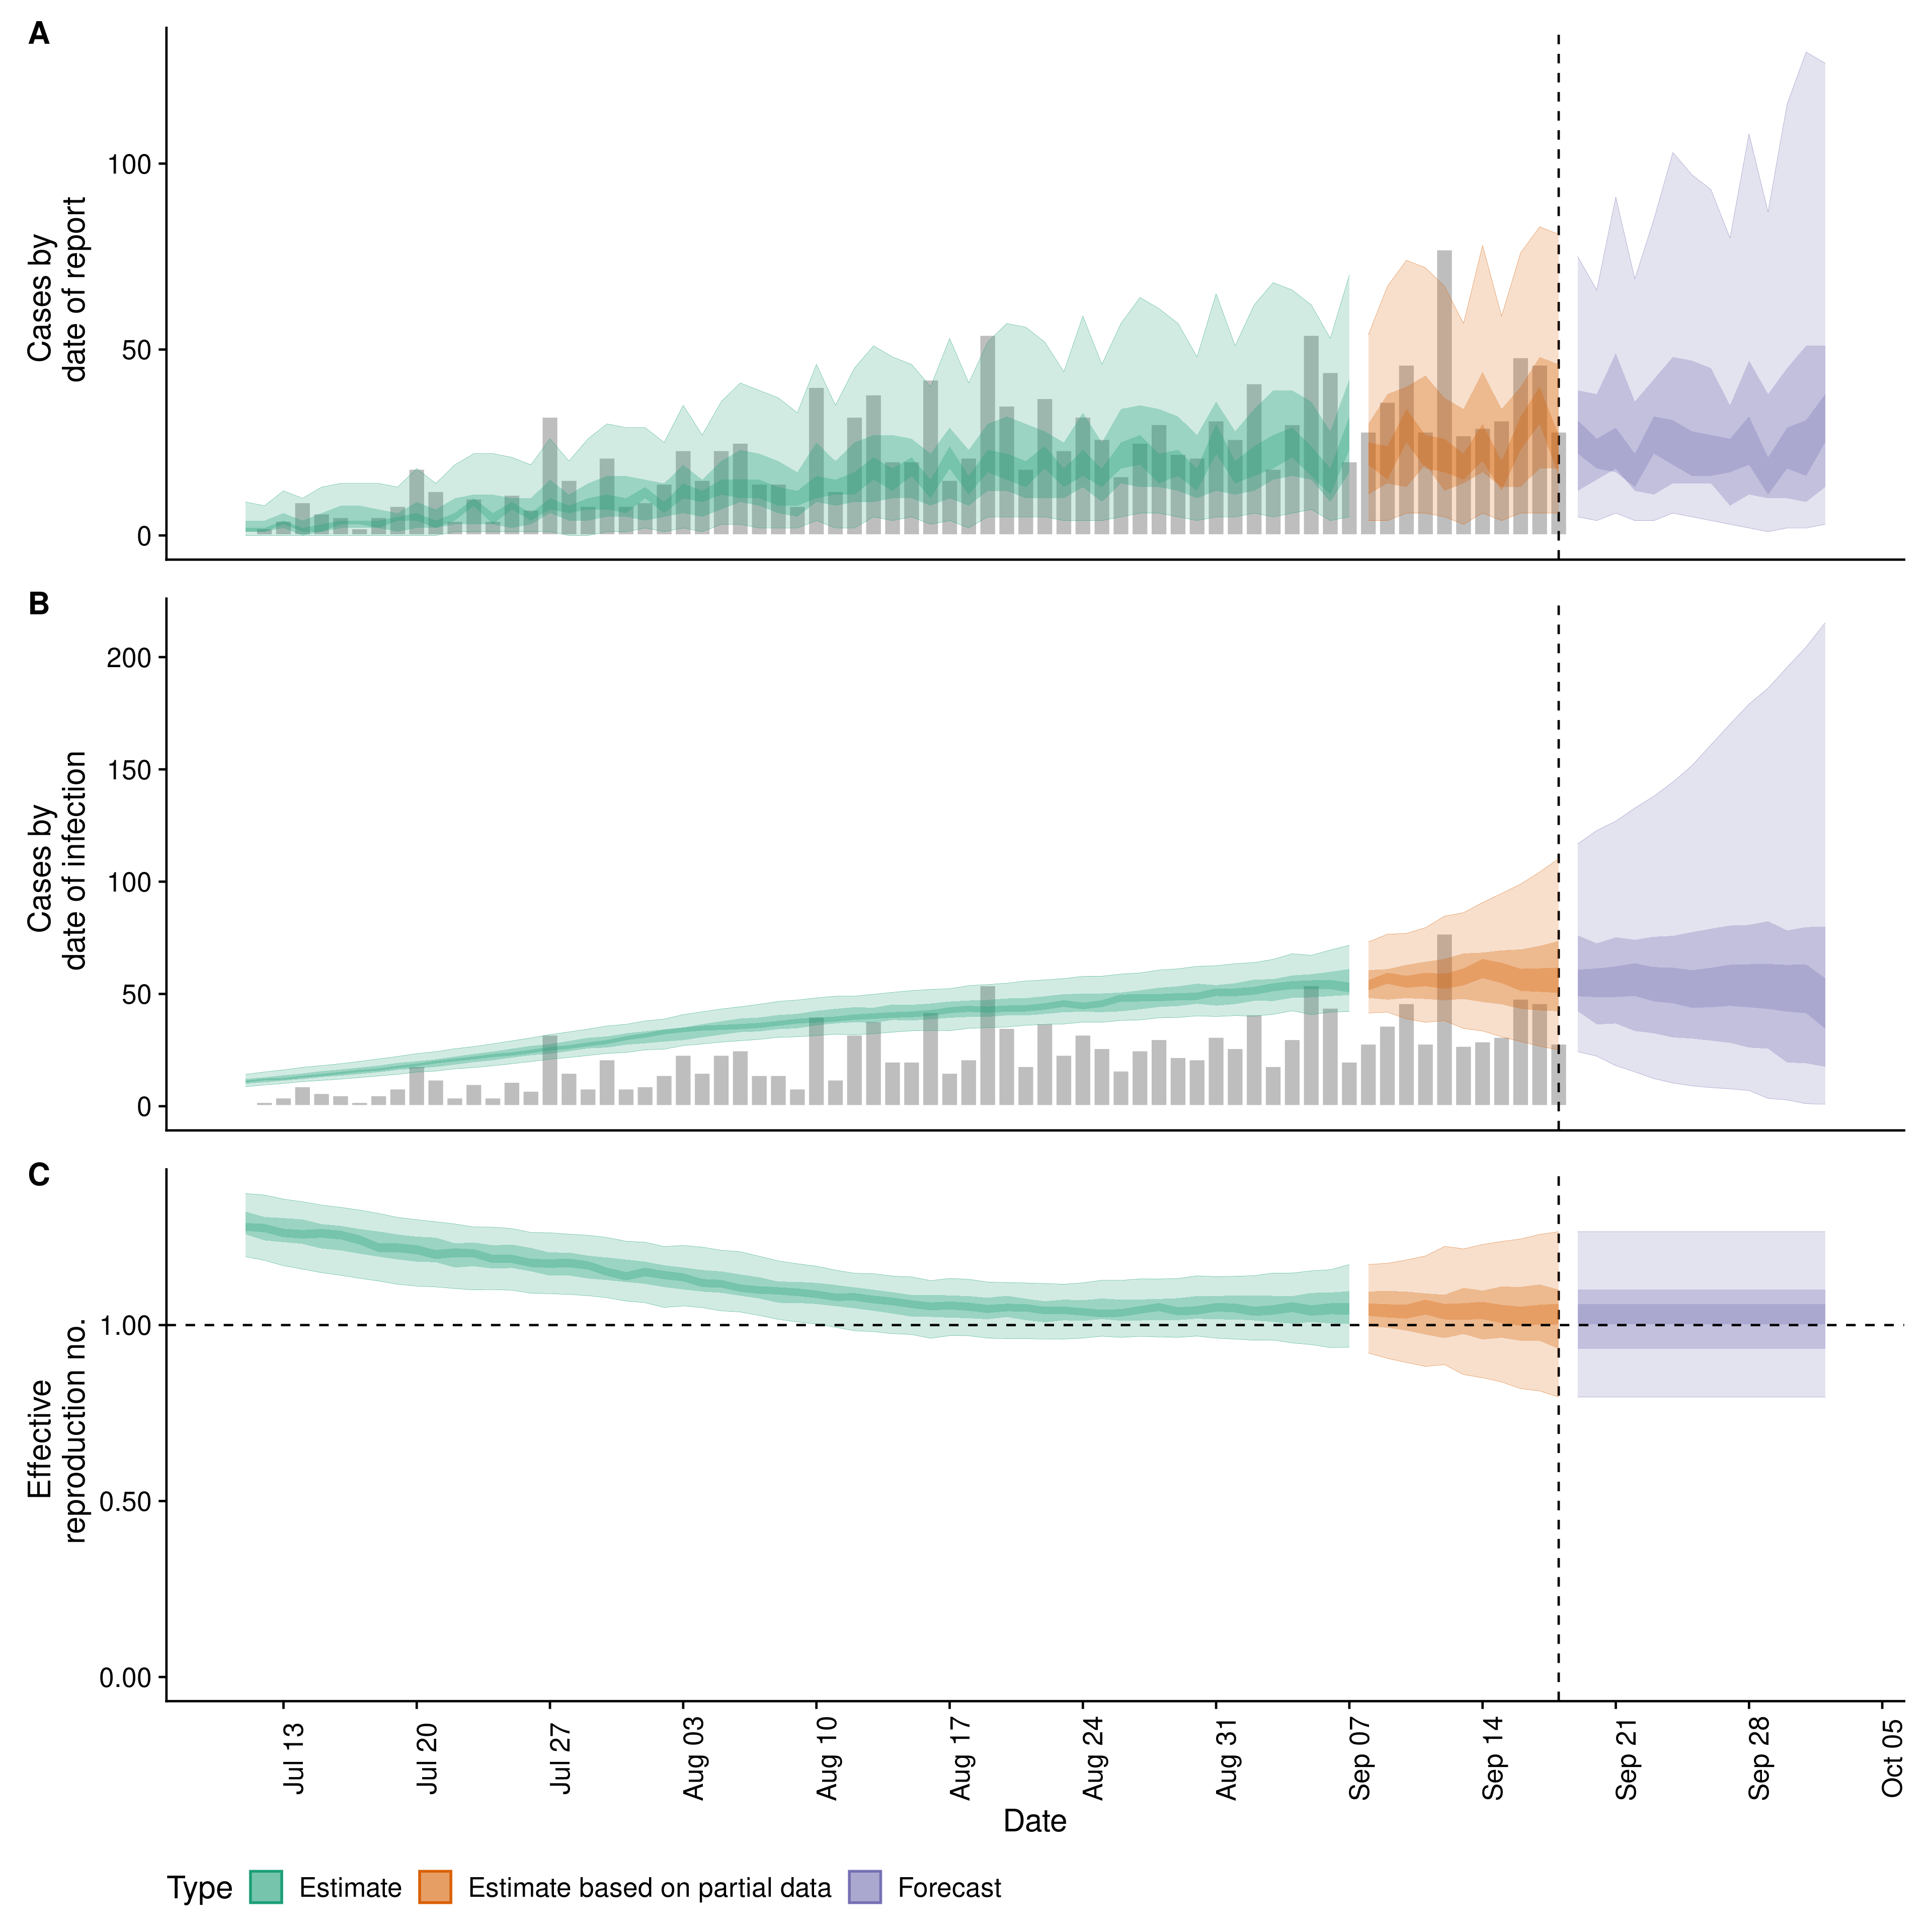 A
Cases by
date of report
100
50
0
B
Cases by
date of infection
200
150
100
50
0
C
Effective
reproduction no.
1.00
0.50
0.00
Jul 13
Jul 20
Jul 27
Aug 03
Aug 10
Aug 17
Aug 24
Aug 31
Sep 07
Sep 14
Sep 21
Sep 28
Oct 05
Date
Type Estimate Estimate based on partial data Forecast